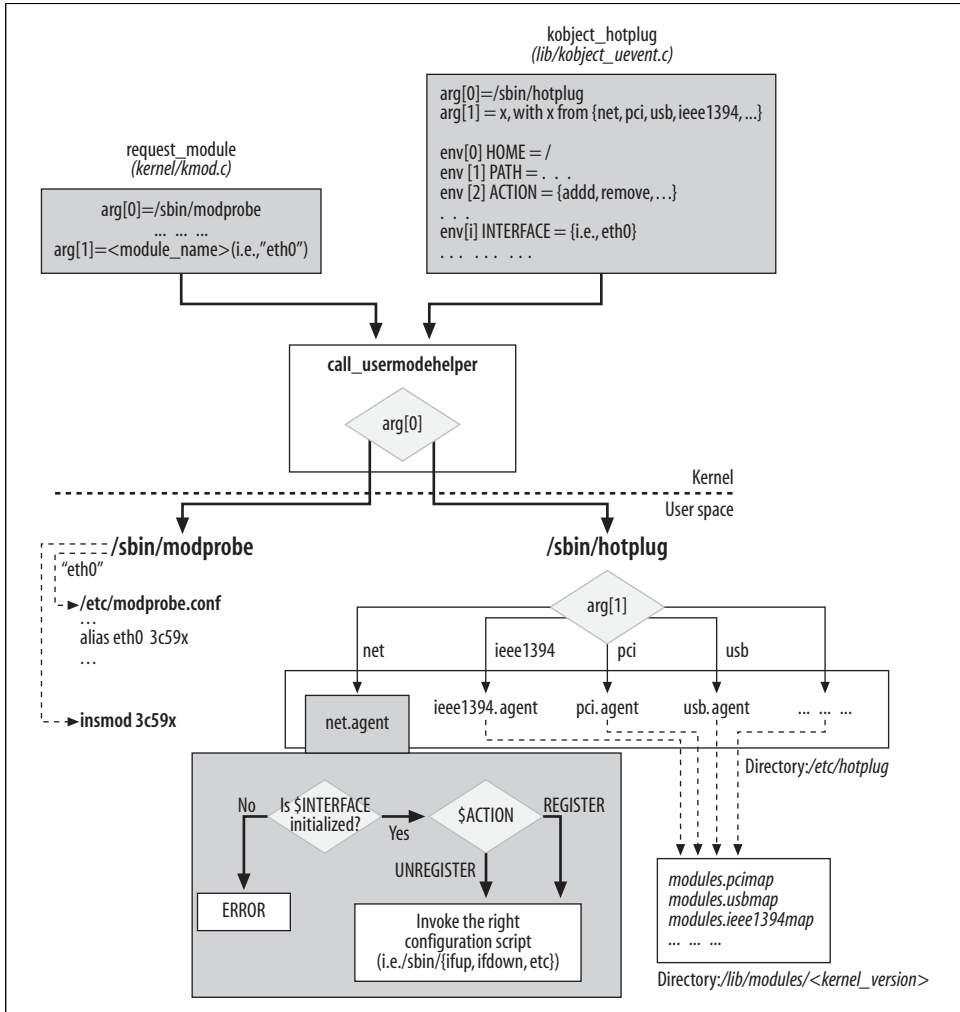 kobject_hotplug
(lib/kobject_uevent.c)
arg[0]=/sbin/hotplug
arg[1] = x, with x from {net, pci, usb, ieee1394, ...}
env[0] HOME = /
env [1] PATH = . . .
env [2] ACTION = {addd, remove, ...}
. . .
env[i] INTERFACE = {i.e., eth0}
. . . . . . . . .
request_module
(kernel/kmod.c)
arg[0]=/sbin/modprobe
... ... ...
arg[1]=<module_name>(i.e.,"eth0")
call_usermodehelper
arg[0]
Kernel
User space
/sbin/modprobe
"eth0"
/etc/modprobe.conf
...
alias eth0 3c59x
...
insmod 3c59x
/sbin/hotplug
arg[1]
net
ieee1394
pci
usb
net.agent
ieee1394.agent
pci.agent
usb.agent
... ... ...
Directory:/etc/hotplug
No
Is $INTERFACE
initialized?
Yes
$ACTION
REGISTER
UNREGISTER
ERROR
Invoke the right
configuration script
(i.e./sbin/{ifup, ifdown, etc})
modules.pcimap
modules.usbmap
modules.ieee1394map
... ... ...
Directory:/lib/modules/<kernel_version>